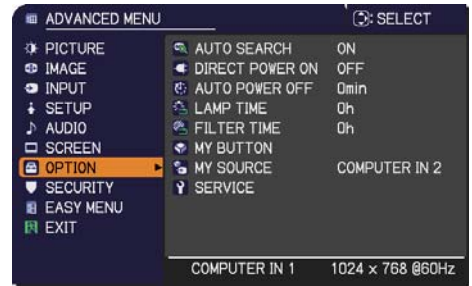 ADVANCED MENU : SELECT
PICTURE
IMAGE
INPUT
SETUP
AUDIO
SCREEN
OPTION
SECURITY
EASY MENU
EXIT
AUTO SEARCH ON
DIRECT POWER ON OFF
AUTO POWER OFF 0min
LAMP TIME 0h
FILTER TIME 0h
MY BUTTON
MY SOURCE COMPUTER IN 2
SERVICE
COMPUTER IN 1 1024 x 768 @60Hz